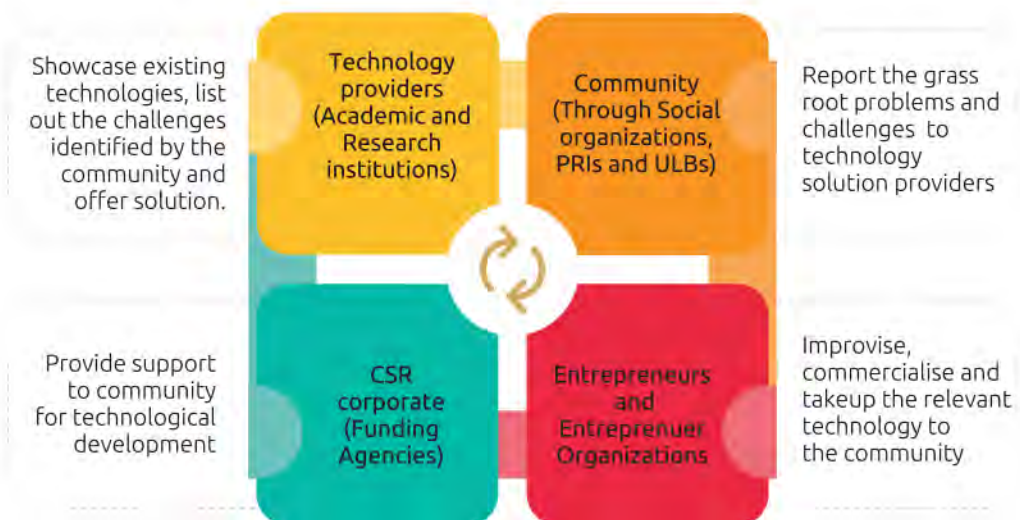 Showcase existing
technologies, list
out the challenges
identified by the
community and
offer solution.
Technology
providers
(Academic and
Research
institutions)
Community
(Through Social
organizations,
PRIs and ULBs)
Report the grass
root problems and
challenges to
technology
solution providers
Provide support
to community
for technological
development
CSR
corporate
(Funding
Agencies)
Entrepreneurs
and
Entreprenuer
Organizations
Improvise,
commercialise and
takeup the relevant
technology to
the community